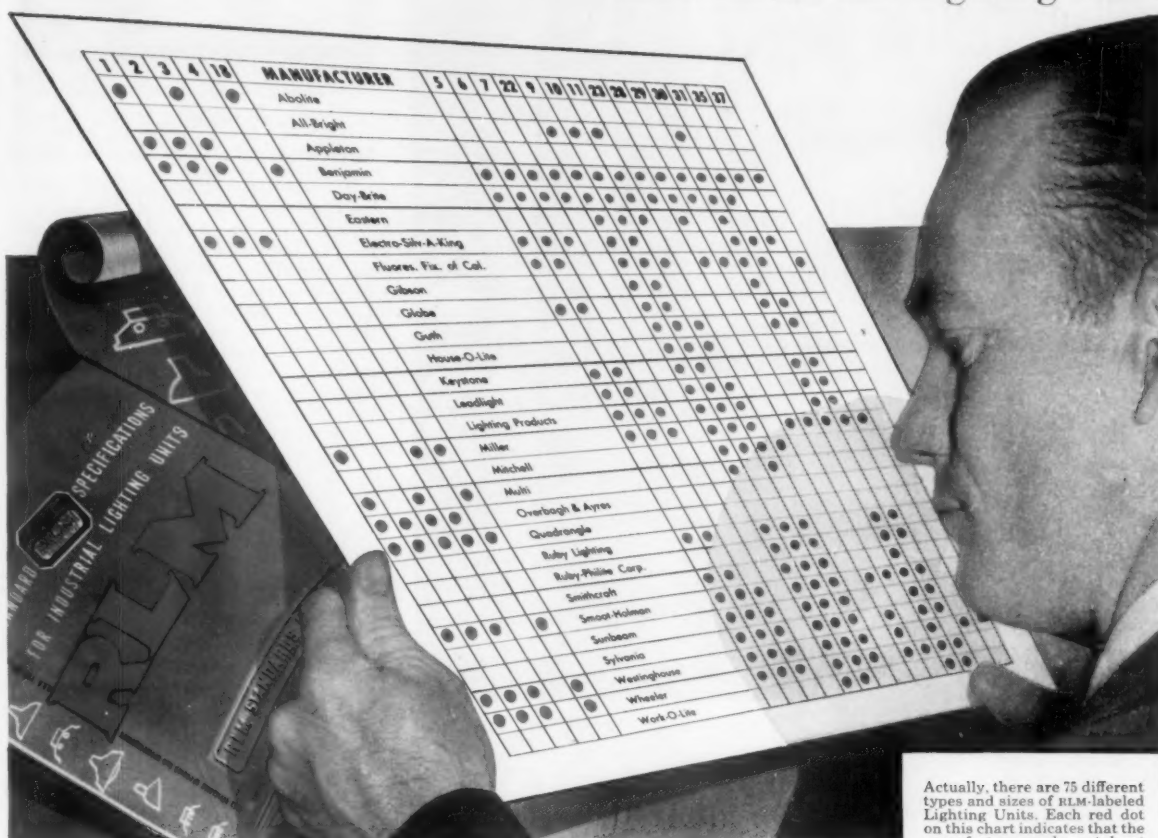 1 2 3 4 18 MANUFACTURER 5 6 7 22 9 10 11 23 28 29 30 31 35 37
Abolite
All-Bright
Appleton
Benjamin
Day-Brite
Eastern
Electro-Silv-A-King
Fluores. Fix. of Cal.
Gibson
Globe
Guth
House-O-Lite
Keystone
Leadlight
Lighting Products
Miller
Mitchell
Multi
Overbagh & Ayres
Quadrangle
Ruby Lighting
Ruby-Philite Corp.
Smithcraft
Smoot-Holman
Sunbeam
Sylvania
Westinghouse
Wheeler
Work-O-Lite
SPECIFICATIONS
FOR INDUSTRIAL LIGHTING UNITS
RLM
RLM STANDARDS
Actually, there are 75 different
types and sizes of RLM-labeled
Lighting Units. Each red dot
on this chart indicates that the